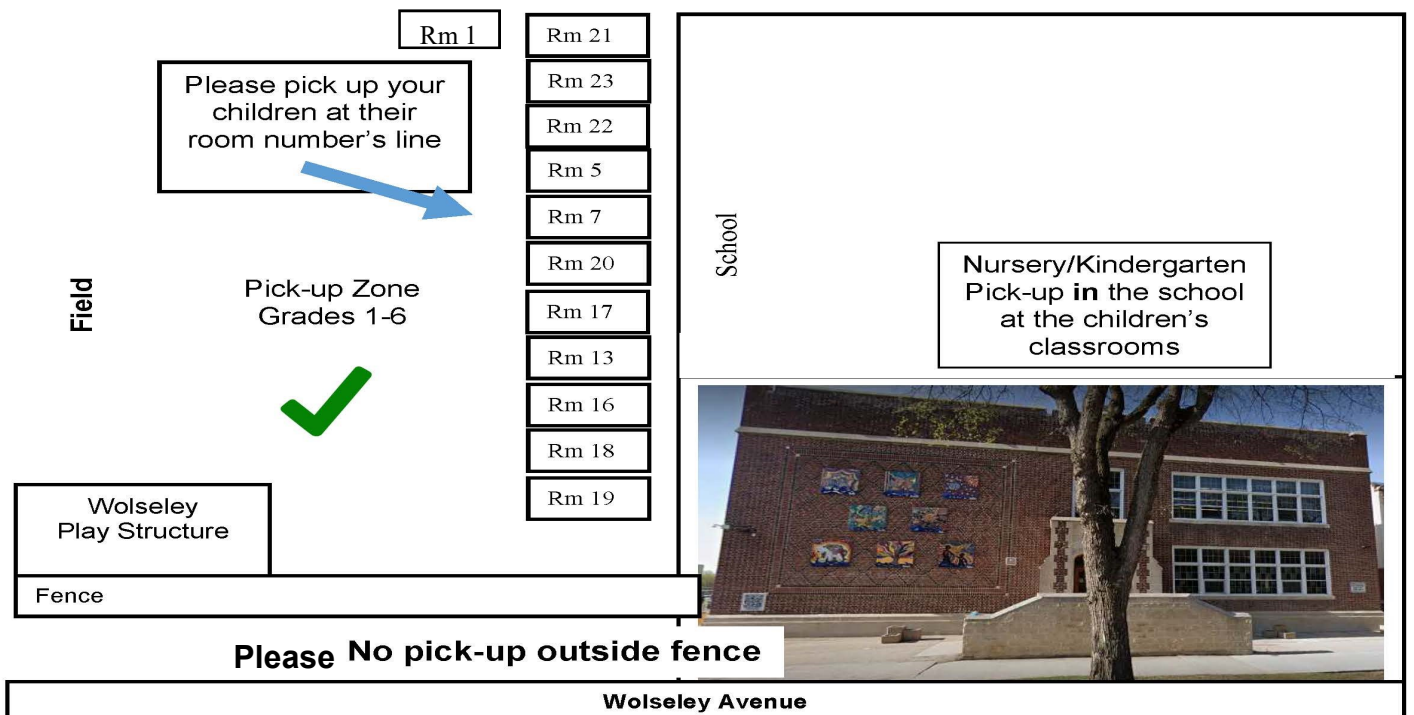 Rm 1
Rm 21
Please pick up your
children at their
room number’s line
Rm 23
Rm 22
Rm 5
Rm 7
Rm 20
Rm 17
Rm 13
Rm 16
Rm 18
Rm 19
Field
Pick-up Zone
Grades 1-6
School
Nursery/Kindergarten
Pick-up in the school
at the children’s
classrooms
Wolseley
Play Structure
Fence
Please No pick-up outside fence
Wolseley Avenue